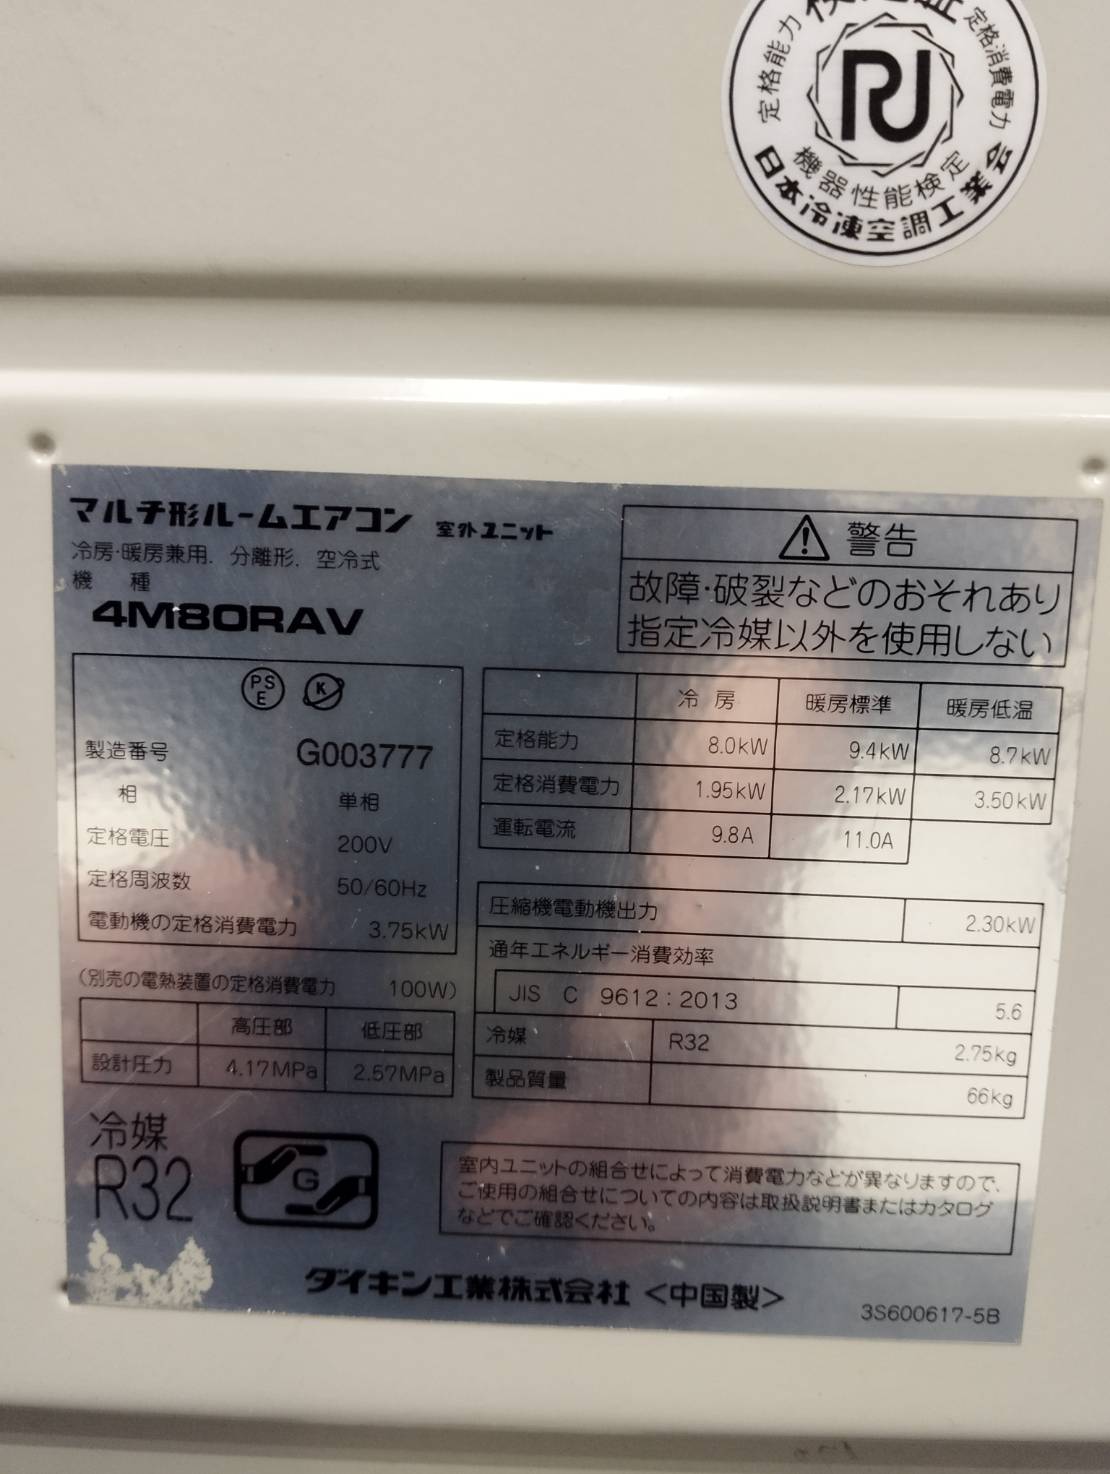 検定証
定格能力
定格消費電力
RJ
機器性能検定
日本冷凍空調工業会
マルチ形ルームエアコン 室外ユニット
冷房・暖房兼用. 分離形. 空冷式
機 種
4M80RAV
警告
故障・破裂などのおそれあり
指定冷媒以外を使用しない
PS
E
K
製造番号 G003777
相 単相
定格電圧 200V
定格周波数 50/60Hz
電動機の定格消費電力 3.75kW
(別売の電熱装置の定格消費電力 100W)
高圧部 低圧部
設計圧力 4.17MPa 2.57MPa
冷房 暖房標準 暖房低温
定格能力 8.0kW 9.4kW 8.7kW
定格消費電力 1.95kW 2.17kW 3.50kW
運転電流 9.8A 11.0A
圧縮機電動機出力 2.30kW
通年エネルギー消費効率
JIS C 9612:2013 5.6
冷媒 R32 2.75kg
製品質量 66kg
冷媒
R32
G
室内ユニットの組合せによって消費電力などが異なりますので、
ご使用の組合せについての内容は取扱説明書またはカタログ
などでご確認ください。
ダイキン工業株式会社 <中国製>
3S600617-5B